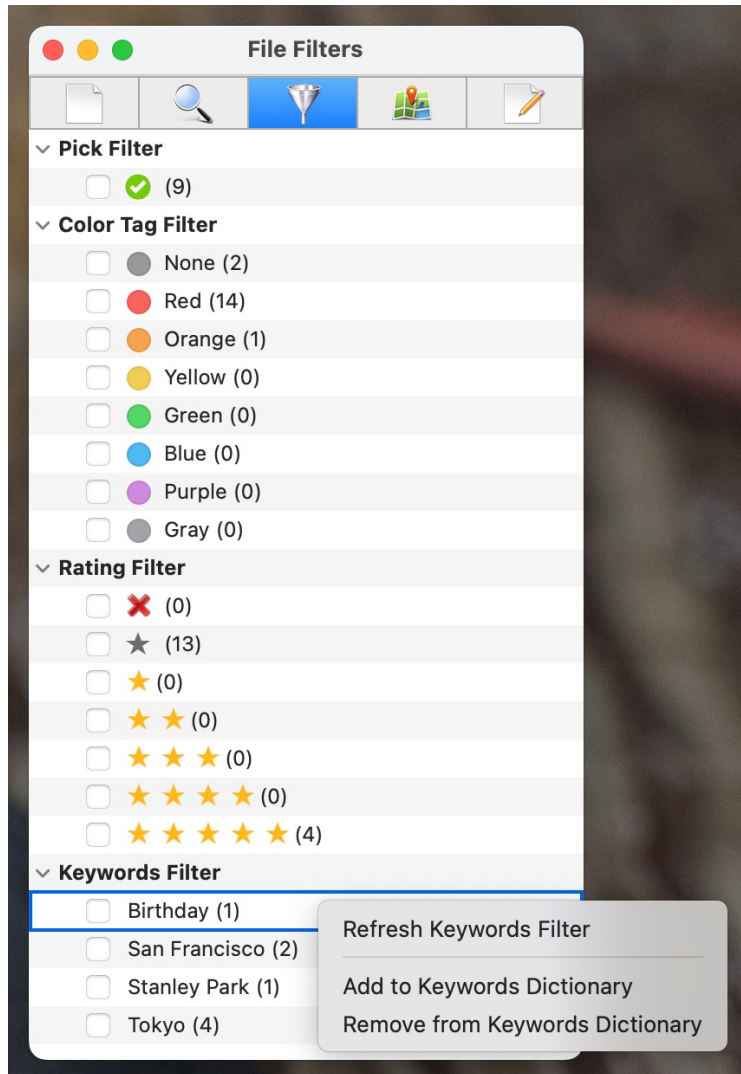 File Filters
Pick Filter
(9)
Color Tag Filter
None (2)
Red (14)
Orange (1)
Yellow (0)
Green (0)
Blue (0)
Purple (0)
Gray (0)
Rating Filter
(0)
(13)
(0)
(0)
(0)
(0)
(4)
Keywords Filter
Birthday (1)
San Francisco (2)
Stanley Park (1)
Tokyo (4)
Refresh Keywords Filter
Add to Keywords Dictionary
Remove from Keywords Dictionary